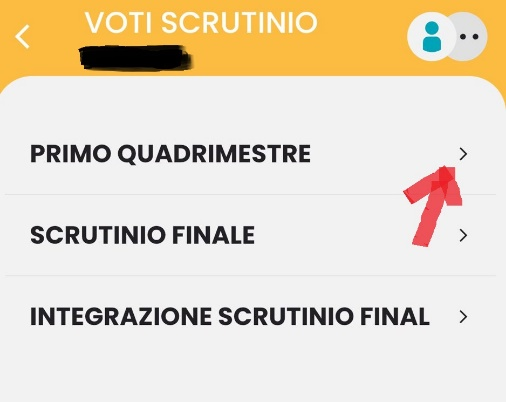 VOTI SCRUTINIO
PRIMO QUADRIMESTRE
SCRUTINIO FINALE
INTEGRAZIONE SCRUTINIO FINAL